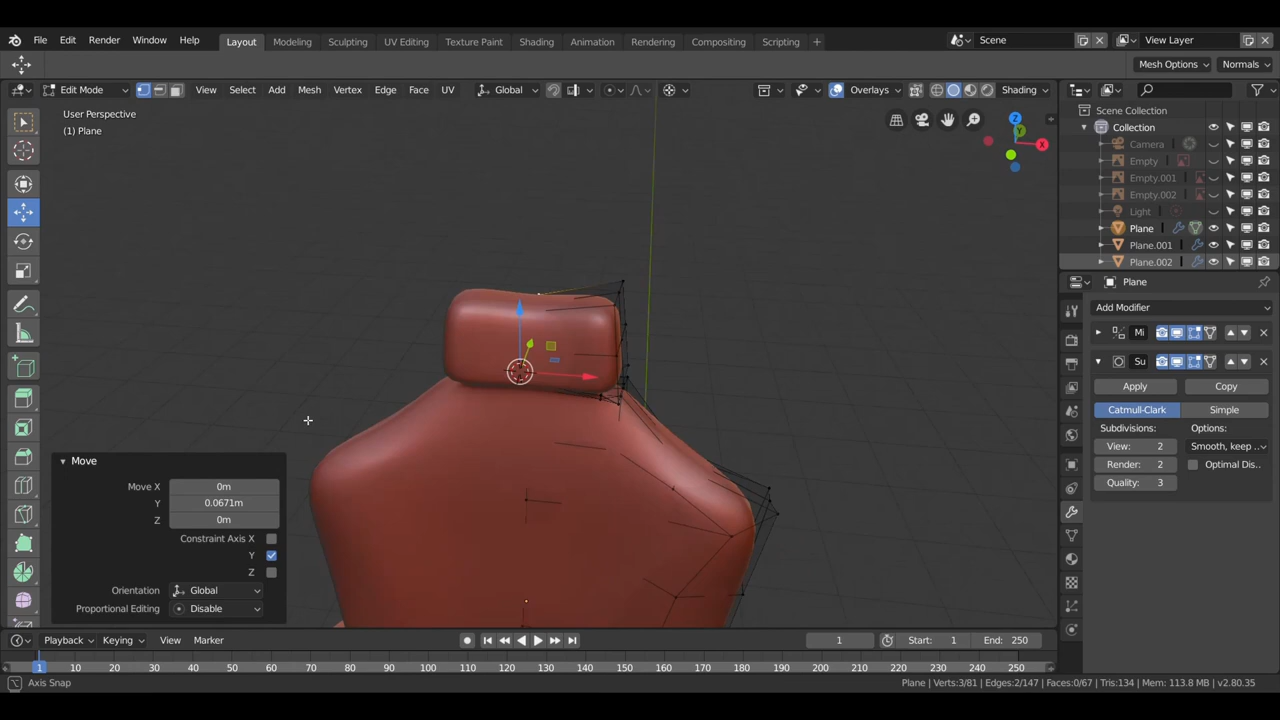 File Edit Render Window Help Layout Modeling Sculpting UV Editing Texture Paint Shading Animation Rendering Compositing Scripting + Scene View Layer
Mesh Options Normals
Edit Mode View Select Add Mesh Vertex Edge Face UV Global Overlays Shading
User Perspective
(1) Plane
Z
Y
X
Scene Collection
Collection
Camera
Empty
Empty.001
Empty.002
Light
Plane
Plane.001
Plane.002
Plane
Add Modifier
Mi
Su
Apply Copy
Catmull-Clark Simple
Subdivisions: Options:
View: 2 Smooth, keep ..
Render: 2 Optimal Dis..
Quality: 3
Move
Move X 0m
Y 0.0671m
Z 0m
Constraint Axis X
Y
Z
Orientation Global
Proportional Editing Disable
Playback Keying View Marker 1 Start: 1 End: 250
1 10 20 30 40 50 60 70 80 90 100 110 120 130 140 150 160 170 180 190 200 210 220 230 240 250
Axis Snap Plane | Verts:3/81 | Edges:2/147 | Faces:0/67 | Tris:134 | Mem: 113.8 MB | v2.80.35